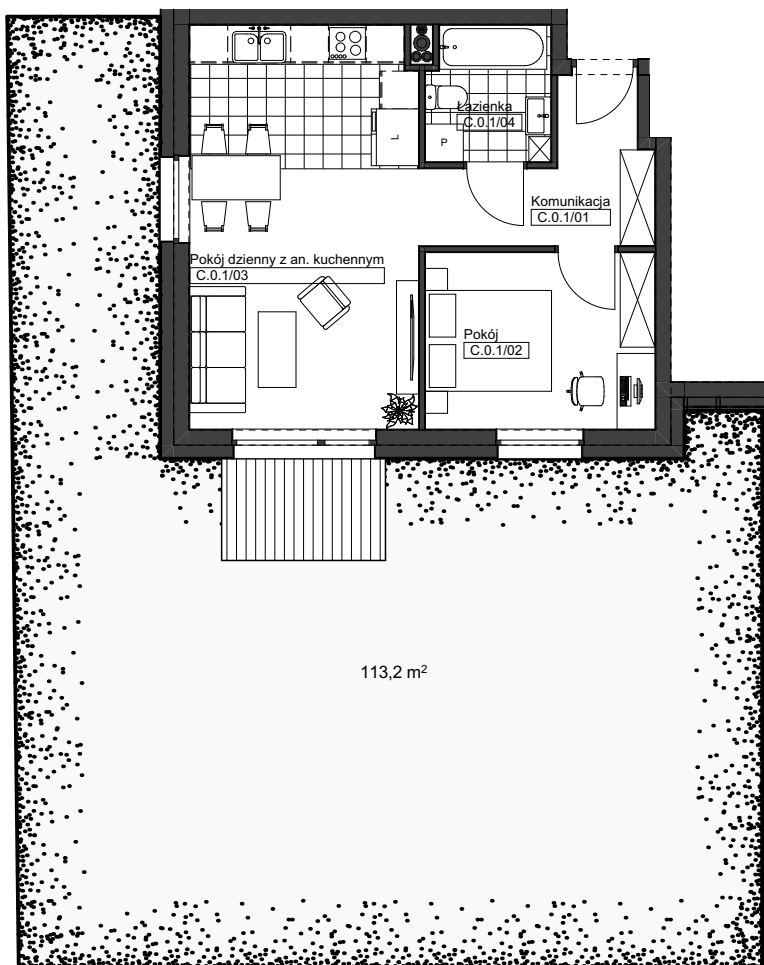 Łazienka
C.0.1/04
L
P
Komunikacja
C.0.1/01
Pokój dzienny z an. kuchennym
C.0.1/03
Pokój
C.0.1/02
113,2 m²